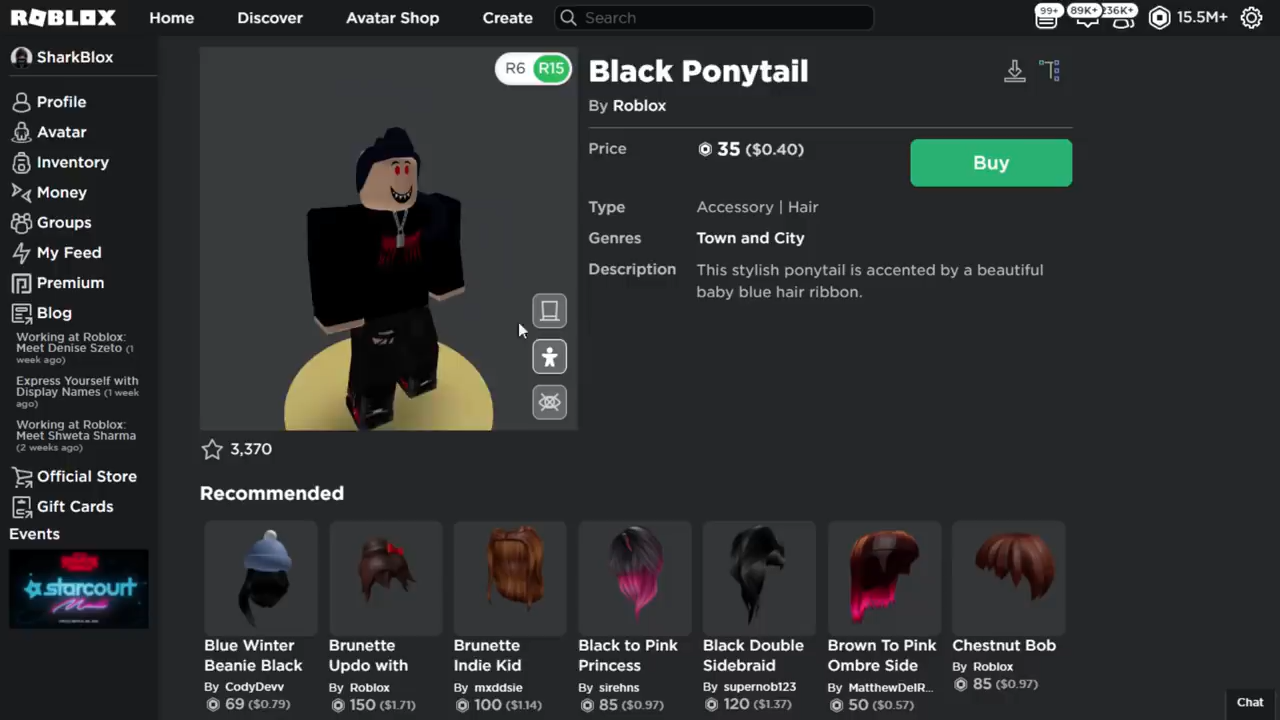 ROBLOX
Home
Discover
Avatar Shop
Create
Search
99+
89K+
236K+
15.5M+
SharkBlox
Profile
Avatar
Inventory
Money
Groups
My Feed
Premium
Blog
Working at Roblox:
Meet Denise Szeto (1
week ago)
Express Yourself with
Display Names (1 week
ago)
Working at Roblox:
Meet Shweta Sharma
(2 weeks ago)
Official Store
Gift Cards
Events
starcourt
R6 R15
Black Ponytail
By Roblox
Price
35 ($0.40)
Buy
Type
Accessory | Hair
Genres
Town and City
Description
This stylish ponytail is accented by a beautiful
baby blue hair ribbon.
3,370
Recommended
Blue Winter
Beanie Black
By CodyDevv
69 ($0.79)
Brunette
Updo with
By Roblox
150 ($1.71)
Brunette
Indie Kid
By mxddsie
100 ($1.14)
Black to Pink
Princess
By sirehns
85 ($0.97)
Black Double
Sidebraid
By supernob123
120 ($1.37)
Brown To Pink
Ombre Side
By MatthewDelR...
50 ($0.57)
Chestnut Bob
By Roblox
85 ($0.97)
Chat